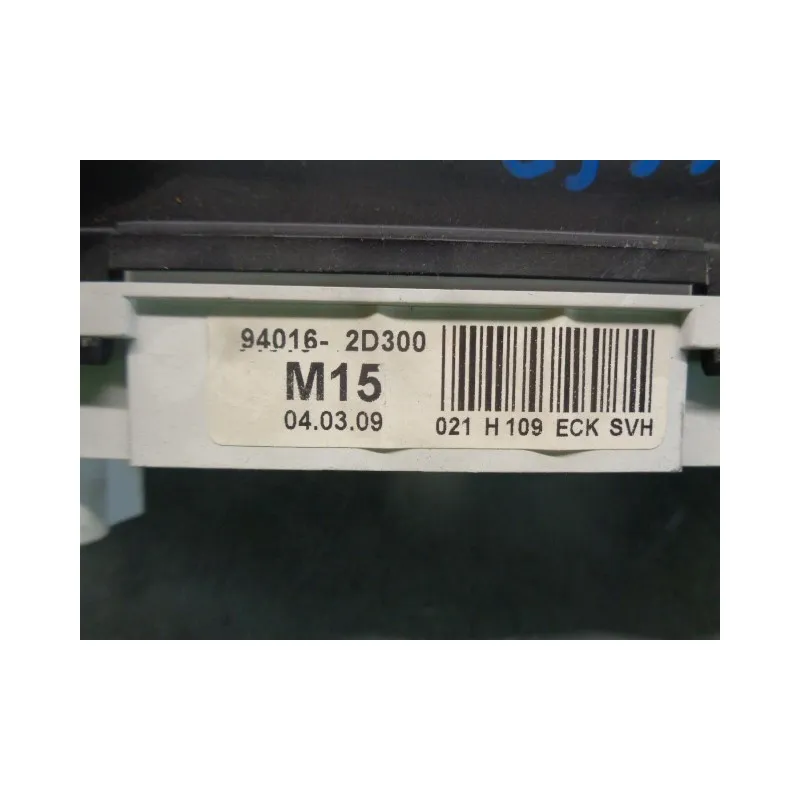 94016- 2D300
M15
04.03.09
021 H 109 ECK SVH